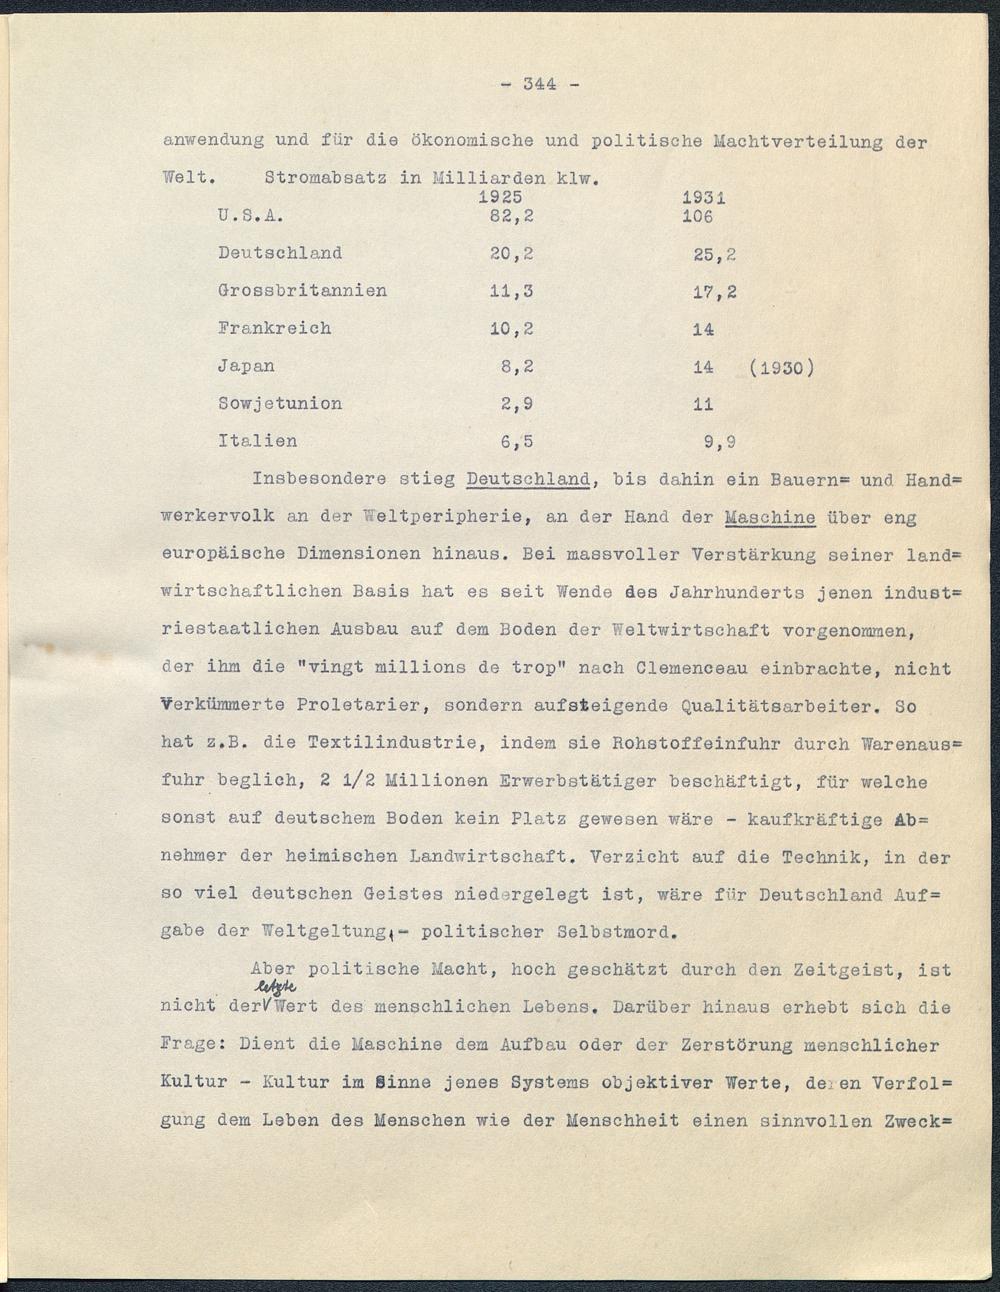 - 344 -
anwendung und für die ökonomische und politische Machtverteilung der
Welt. Stromabsatz in Milliarden klw.
1925 1931
U.S.A. 82,2 106
Deutschland 20,2 25,2
Grossbritannien 11,3 17,2
Frankreich 10,2 14
Japan 8,2 14 (1930)
Sowjetunion 2,9 11
Italien 6,5 9,9
Insbesondere stieg Deutschland, bis dahin ein Bauern= und Hand=
werkervolk an der Weltperipherie, an der Hand der Maschine über eng
europäische Dimensionen hinaus. Bei massvoller Verstärkung seiner land=
wirtschaftlichen Basis hat es seit Wende des Jahrhunderts jenen indust=
riestaatlichen Ausbau auf dem Boden der Weltwirtschaft vorgenommen,
der ihm die "vingt millions de trop" nach Clemenceau einbrachte, nicht
Verkümmerte Proletarier, sondern aufsteigende Qualitätsarbeiter. So
hat z.B. die Textilindustrie, indem sie Rohstoffeinfuhr durch Warenaus=
fuhr beglich, 2 1/2 Millionen Erwerbstätiger beschäftigt, für welche
sonst auf deutschem Boden kein Platz gewesen wäre - kaufkräftige Ab=
nehmer der heimischen Landwirtschaft. Verzicht auf die Technik, in der
so viel deutschen Geistes niedergelegt ist, wäre für Deutschland Auf=
gabe der Weltgeltung,- politischer Selbstmord.
Aber politische Macht, hoch geschätzt durch den Zeitgeist, ist
letzte
nicht der Wert des menschlichen Lebens. Darüber hinaus erhebt sich die
Frage: Dient die Maschine dem Aufbau oder der Zerstörung menschlicher
Kultur - Kultur im Sinne jenes Systems objektiver Werte, deren Verfol=
gung dem Leben des Menschen wie der Menschheit einen sinnvollen Zweck=